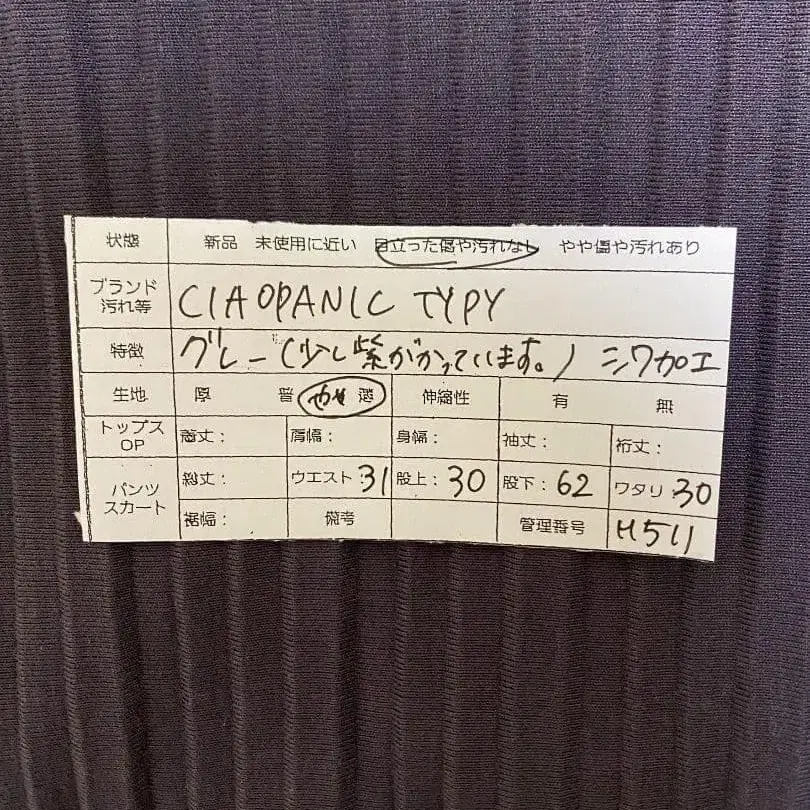 状態 新品 未使用に近い 目立った傷や汚れなし やや傷や汚れあり
ブランド
汚れ等 CIAOPANIC TYPY
特徴 グレー(少し紫がかっています。) シワ加工
生地 厚 普 やや 薄 伸縮性 有 無
トップス
OP 着丈: 肩幅: 身幅: 袖丈: 裄丈:
パンツ
スカート 総丈: ウエスト:31 股上:30 股下:62 ワタリ:30
裾幅: 備考 管理番号 H511